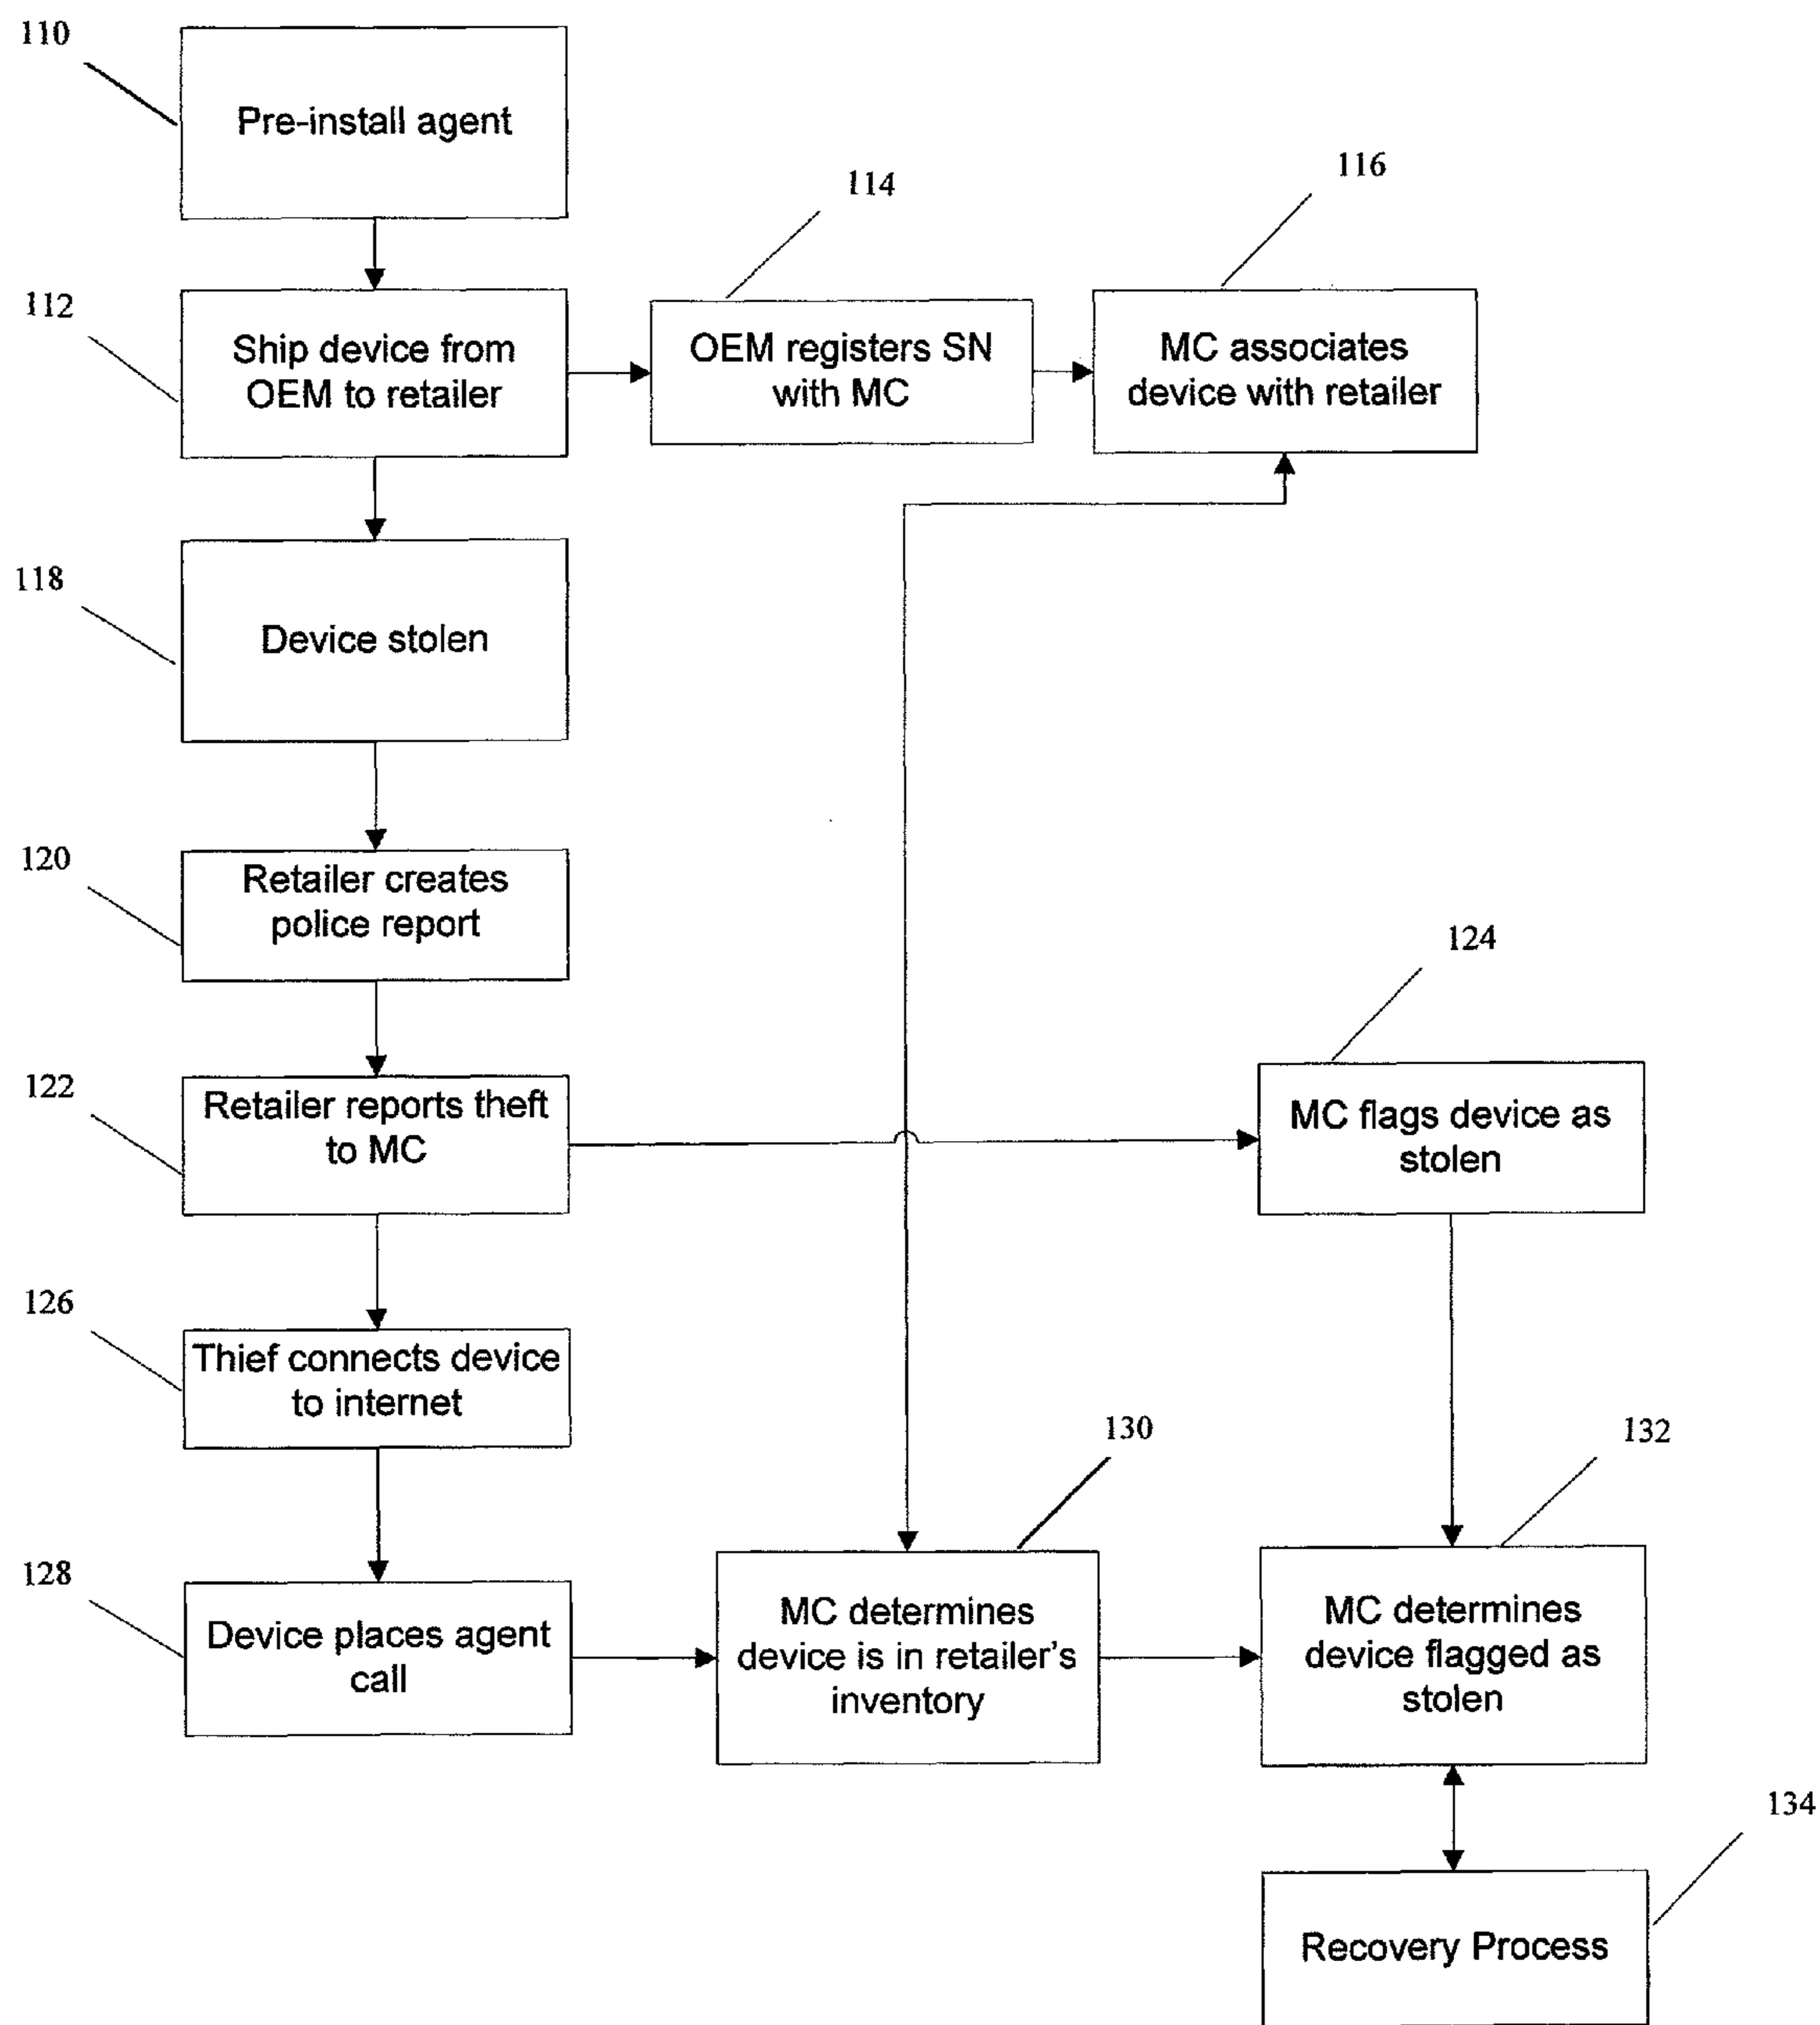 110
Pre-install agent
114
116
112
Ship device from
OEM to retailer
OEM registers SN
with MC
MC associates
device with retailer
118
Device stolen
120
Retailer creates
police report
124
122
Retailer reports theft
to MC
MC flags device as
stolen
126
Thief connects device
to internet
130
132
128
Device places agent
call
MC determines
device is in retailer's
inventory
MC determines
device flagged as
stolen
134
Recovery Process